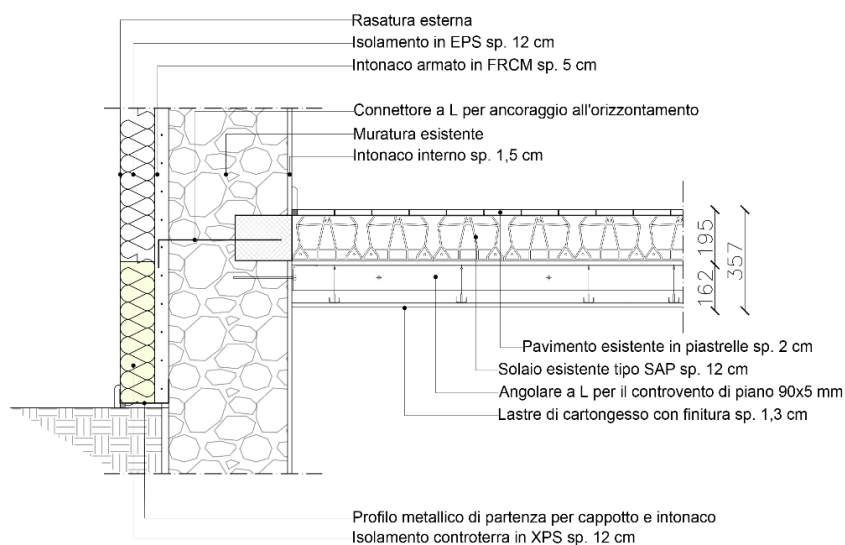 Rasatura esterna
Isolamento in EPS sp. 12 cm
Intonaco armato in FRCM sp. 5 cm
Connettore a L per ancoraggio all'orizzontamento
Muratura esistente
Intonaco interno sp. 1,5 cm
195
162
357
Pavimento esistente in piastrelle sp. 2 cm
Solaio esistente tipo SAP sp. 12 cm
Angolare a L per il controvento di piano 90x5 mm
Lastre di cartongesso con finitura sp. 1,3 cm
Profilo metallico di partenza per cappotto e intonaco
Isolamento controterra in XPS sp. 12 cm